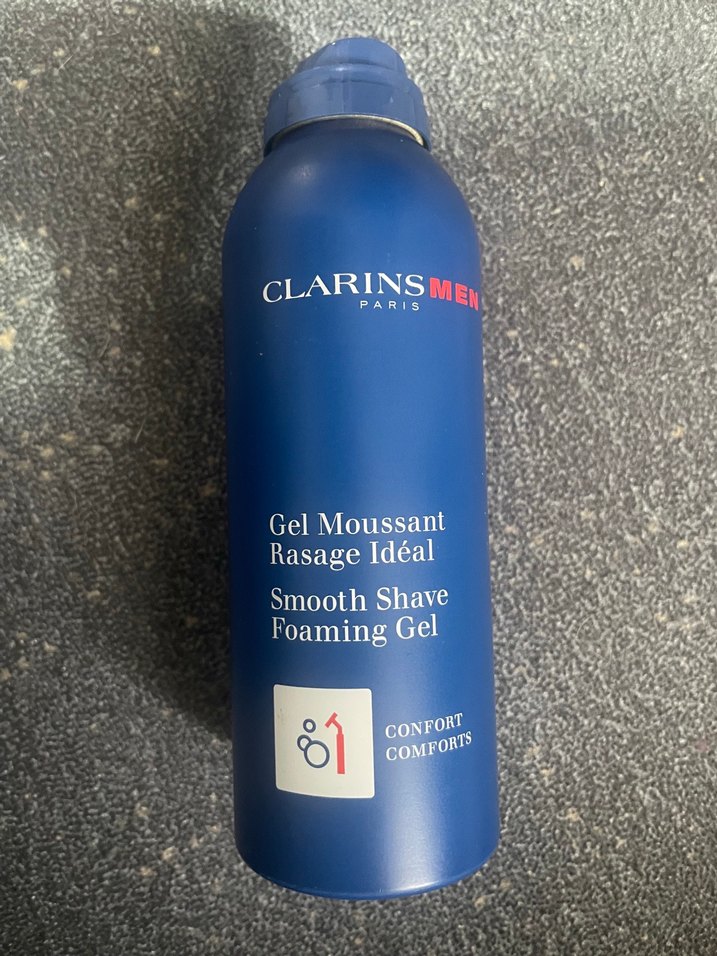 CLARINSMEN
PARIS
Gel Moussant
Rasage Idéal
Smooth Shave
Foaming Gel
CONFORT
COMFORTS